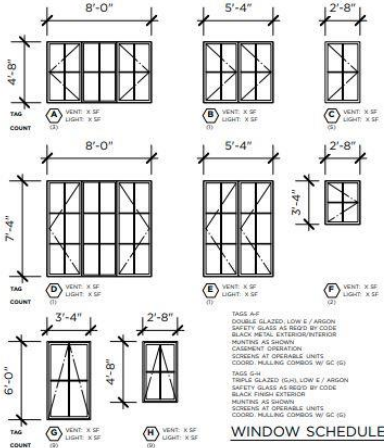 8'-0"
5'-4"
2'-8"
4'-8"
TAG A VENT: X SF LIGHT: X SF
COUNT (3)
B VENT: X SF LIGHT: X SF
(1)
C VENT: X SF LIGHT: X SF
(5)
8'-0"
5'-4"
2'-8"
7'-4"
3'-4"
TAG D VENT: X SF LIGHT: X SF
COUNT (1)
E VENT: X SF LIGHT: X SF
(1)
F VENT: X SF LIGHT: X SF
(2)
3'-4"
2'-8"
6'-0"
4'-8"
TAG G VENT: X SF LIGHT: X SF
COUNT (9)
H VENT: X SF LIGHT: X SF
(9)
TAGS A-F
DOUBLE GLAZED, LOW E / ARGON
SAFETY GLASS AS REQ'D BY CODE
BLACK METAL EXTERIOR/INTERIOR
MUNTINS AS SHOWN
CASEMENT OPERATION
SCREENS AT OPERABLE UNITS
COORD. MULLING COMBOS W/ GC (G)
TAGS G-H
TRIPLE GLAZED (G,H), LOW E / ARGON
SAFETY GLASS AS REQ'D BY CODE
BLACK FINISH EXTERIOR
MUNTINS AS SHOWN
SCREENS AT OPERABLE UNITS
COORD. MULLING COMBOS W/ GC (G)
WINDOW SCHEDULE